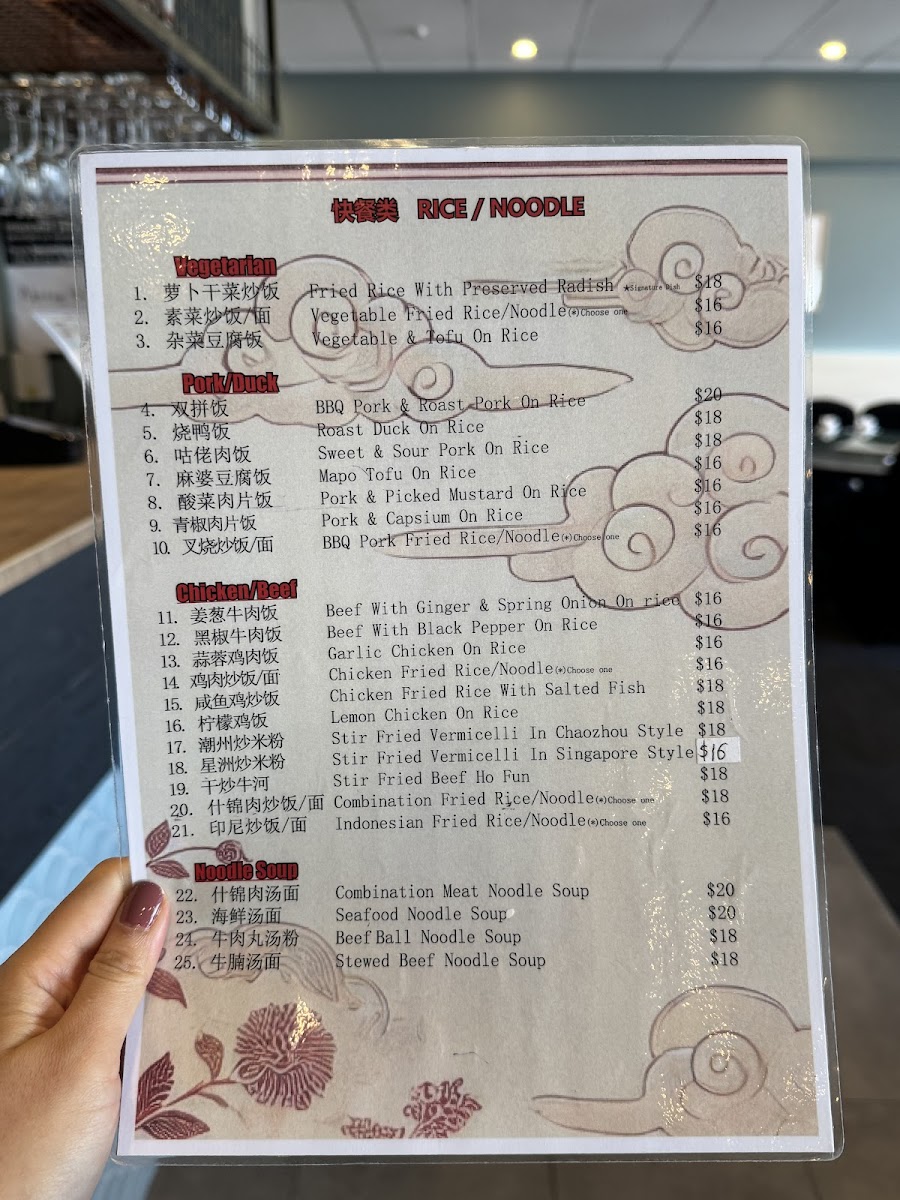 快餐类 RICE / NOODLE
Vegetarian
1. 萝卜干菜炒饭 Fried Rice With Preserved Radish ★Signature Dish $18
2. 素菜炒饭/面 Vegetable Fried Rice/Noodle(*)Choose one $16
3. 杂菜豆腐饭 Vegetable & Tofu On Rice $16
Pork/Duck
4. 双拼饭 BBQ Pork & Roast Pork On Rice $20
5. 烧鸭饭 Roast Duck On Rice $18
6. 咕佬肉饭 Sweet & Sour Pork On Rice $18
7. 麻婆豆腐饭 Mapo Tofu On Rice $16
8. 酸菜肉片饭 Pork & Picked Mustard On Rice $16
9. 青椒肉片饭 Pork & Capsium On Rice $16
10. 叉烧炒饭/面 BBQ Pork Fried Rice/Noodle(*)Choose one $16
Chicken/Beef
11. 姜葱牛肉饭 Beef With Ginger & Spring Onion On rice $16
12. 黑椒牛肉饭 Beef With Black Pepper On Rice $16
13. 蒜蓉鸡肉饭 Garlic Chicken On Rice $16
14. 鸡肉炒饭/面 Chicken Fried Rice/Noodle(*)Choose one $16
15. 咸鱼鸡炒饭 Chicken Fried Rice With Salted Fish $18
16. 柠檬鸡饭 Lemon Chicken On Rice $18
17. 潮州炒米粉 Stir Fried Vermicelli In Chaozhou Style $18
18. 星洲炒米粉 Stir Fried Vermicelli In Singapore Style $16
19. 干炒牛河 Stir Fried Beef Ho Fun $18
20. 什锦肉炒饭/面 Combination Fried Rice/Noodle(*)Choose one $18
21. 印尼炒饭/面 Indonesian Fried Rice/Noodle(*)Choose one $16
Noodle Soup
22. 什锦肉汤面 Combination Meat Noodle Soup $20
23. 海鲜汤面 Seafood Noodle Soup $20
24. 牛肉丸汤粉 Beef Ball Noodle Soup $18
25. 牛腩汤面 Stewed Beef Noodle Soup $18